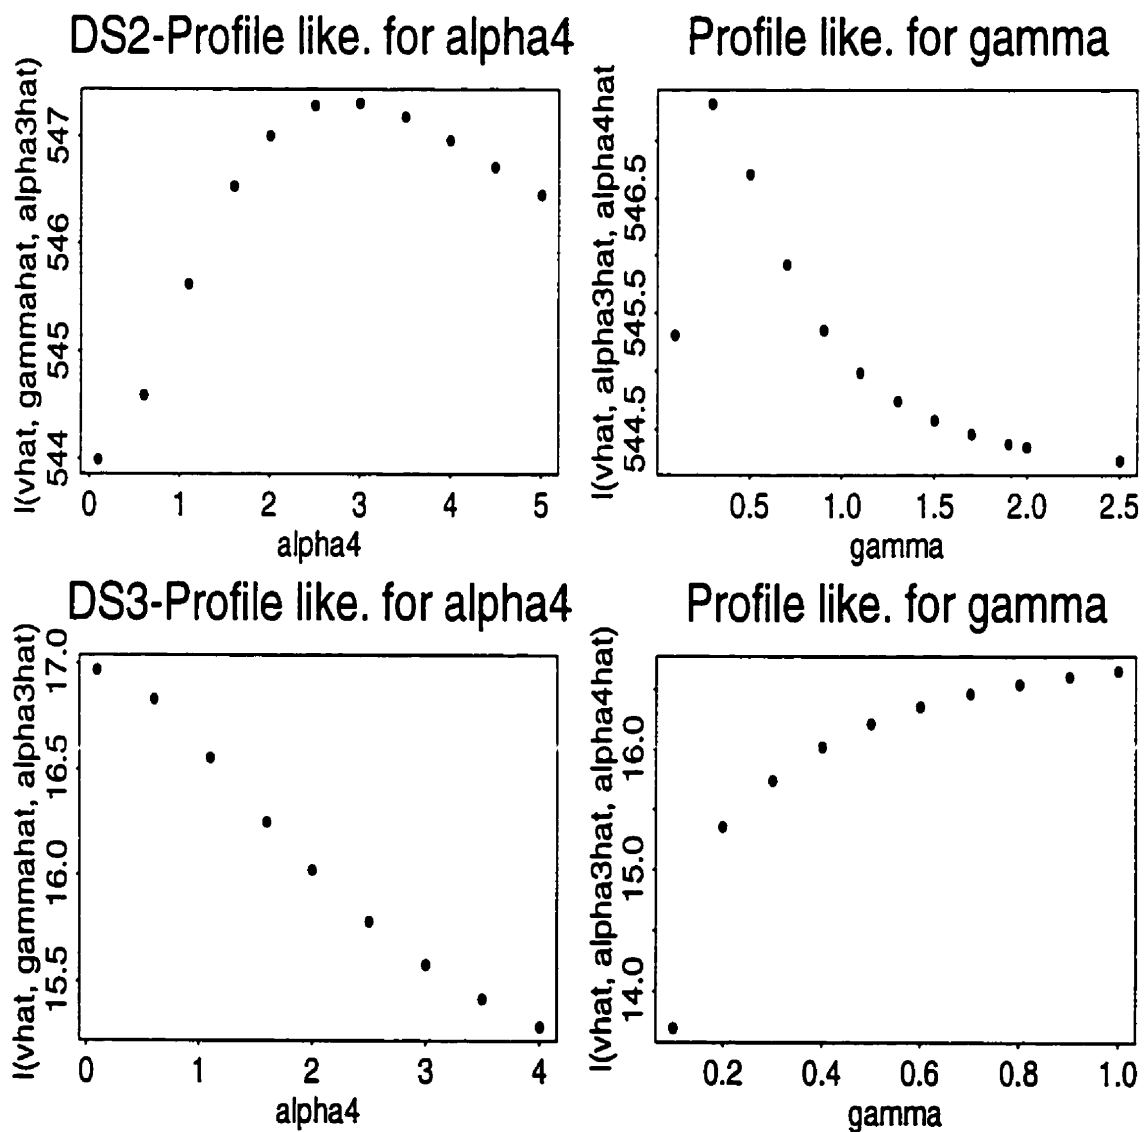 DS2-Profile like. for alpha4
l(vhat, gammahat, alpha3hat)
547
546
545
544
0 1 2 3 4 5
alpha4
Profile like. for gamma
l(vhat, alpha3hat, alpha4hat
546.5
545.5
544.5
0.5 1.0 1.5 2.0 2.5
gamma
DS3-Profile like. for alpha4
l(vhat, gammahat, alpha3hat)
17.0
16.5
16.0
15.5
0 1 2 3 4
alpha4
Profile like. for gamma
l(vhat, alpha3hat, alpha4hat)
16.0
15.0
14.0
0.2 0.4 0.6 0.8 1.0
gamma